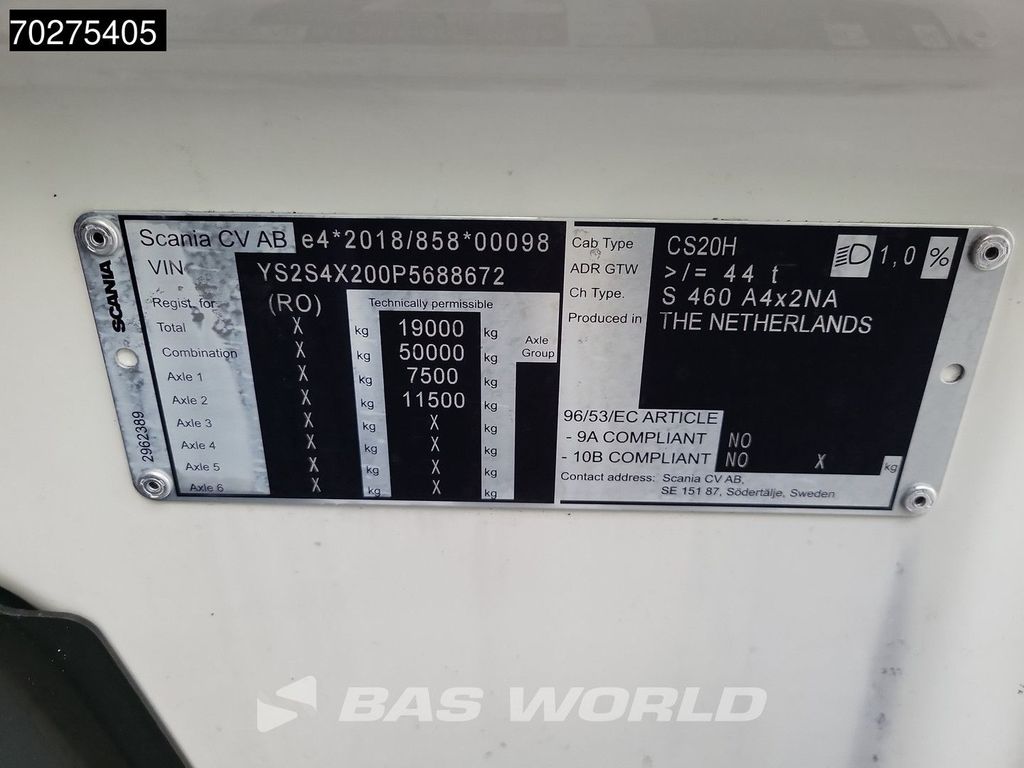 70275405
Scania CV AB e4*2018/858*00098
VIN YS2S4X200P5688672
Regist. for (RO) Technically permissible
Total X kg 19000 kg
Combination X kg 50000 kg Axle Group
Axle 1 X kg 7500 kg
Axle 2 X kg 11500 kg
Axle 3 X kg X kg
Axle 4 X kg X kg
Axle 5 X kg X kg
Axle 6 X kg X kg
SCANIA
2962389
Cab Type CS20H 1,0 %
ADR GTW >/= 44 t
Ch Type. S 460 A4x2NA
Produced in THE NETHERLANDS
96/53/EC ARTICLE
- 9A COMPLIANT NO
- 10B COMPLIANT NO X kg
Contact address: Scania CV AB,
SE 151 87, Södertälje, Sweden
BAS WORLD